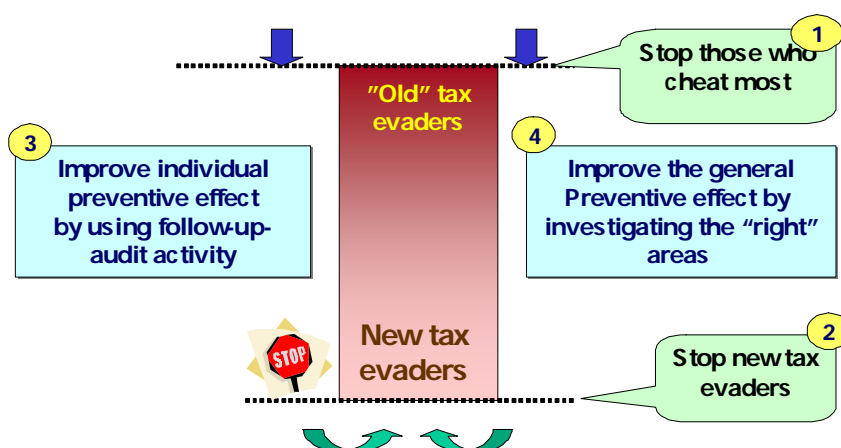 1
Stop those who
cheat most
"Old" tax
evaders
3
Improve individual
preventive effect
by using follow-up-
audit activity
4
Improve the general
Preventive effect by
investigating the “right”
areas
New tax
evaders
STOP
2
Stop new tax
evaders